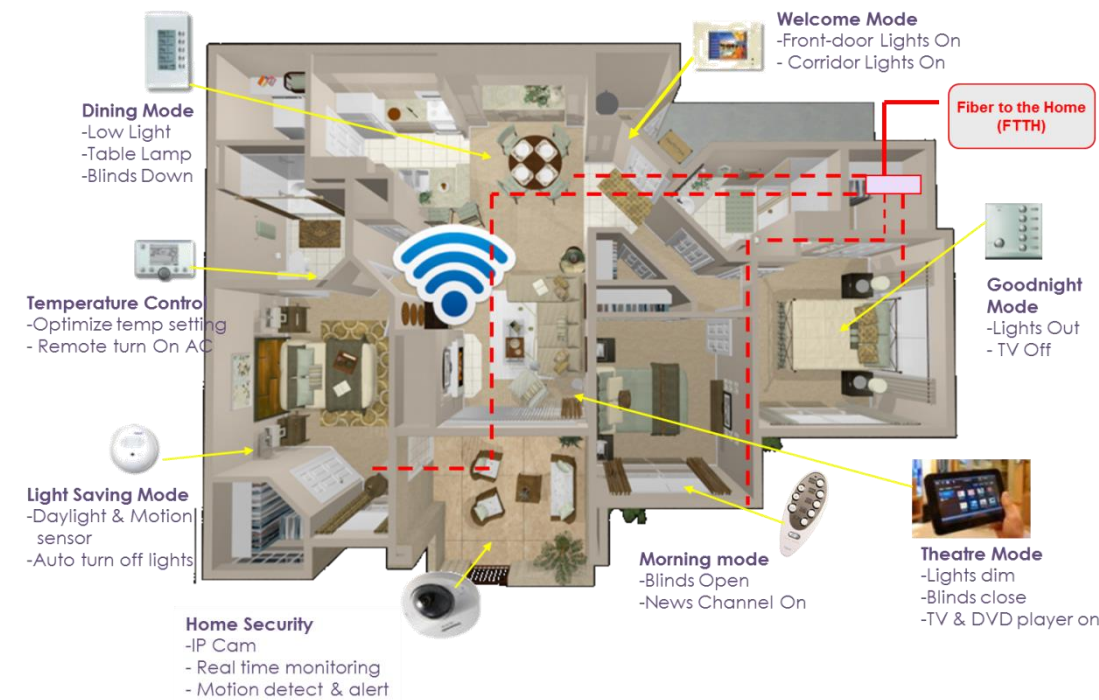 Welcome Mode
-Front-door Lights On
- Corridor Lights On
Dining Mode
-Low Light
-Table Lamp
-Blinds Down
Fiber to the Home
(FTTH)
Temperature Control
-Optimize temp setting
- Remote turn On AC
Goodnight
Mode
-Lights Out
- TV Off
Light Saving Mode
-Daylight & Motion
sensor
-Auto turn off lights
Morning mode
-Blinds Open
-News Channel On
Theatre Mode
-Lights dim
-Blinds close
-TV & DVD player on
Home Security
-IP Cam
- Real time monitoring
- Motion detect & alert